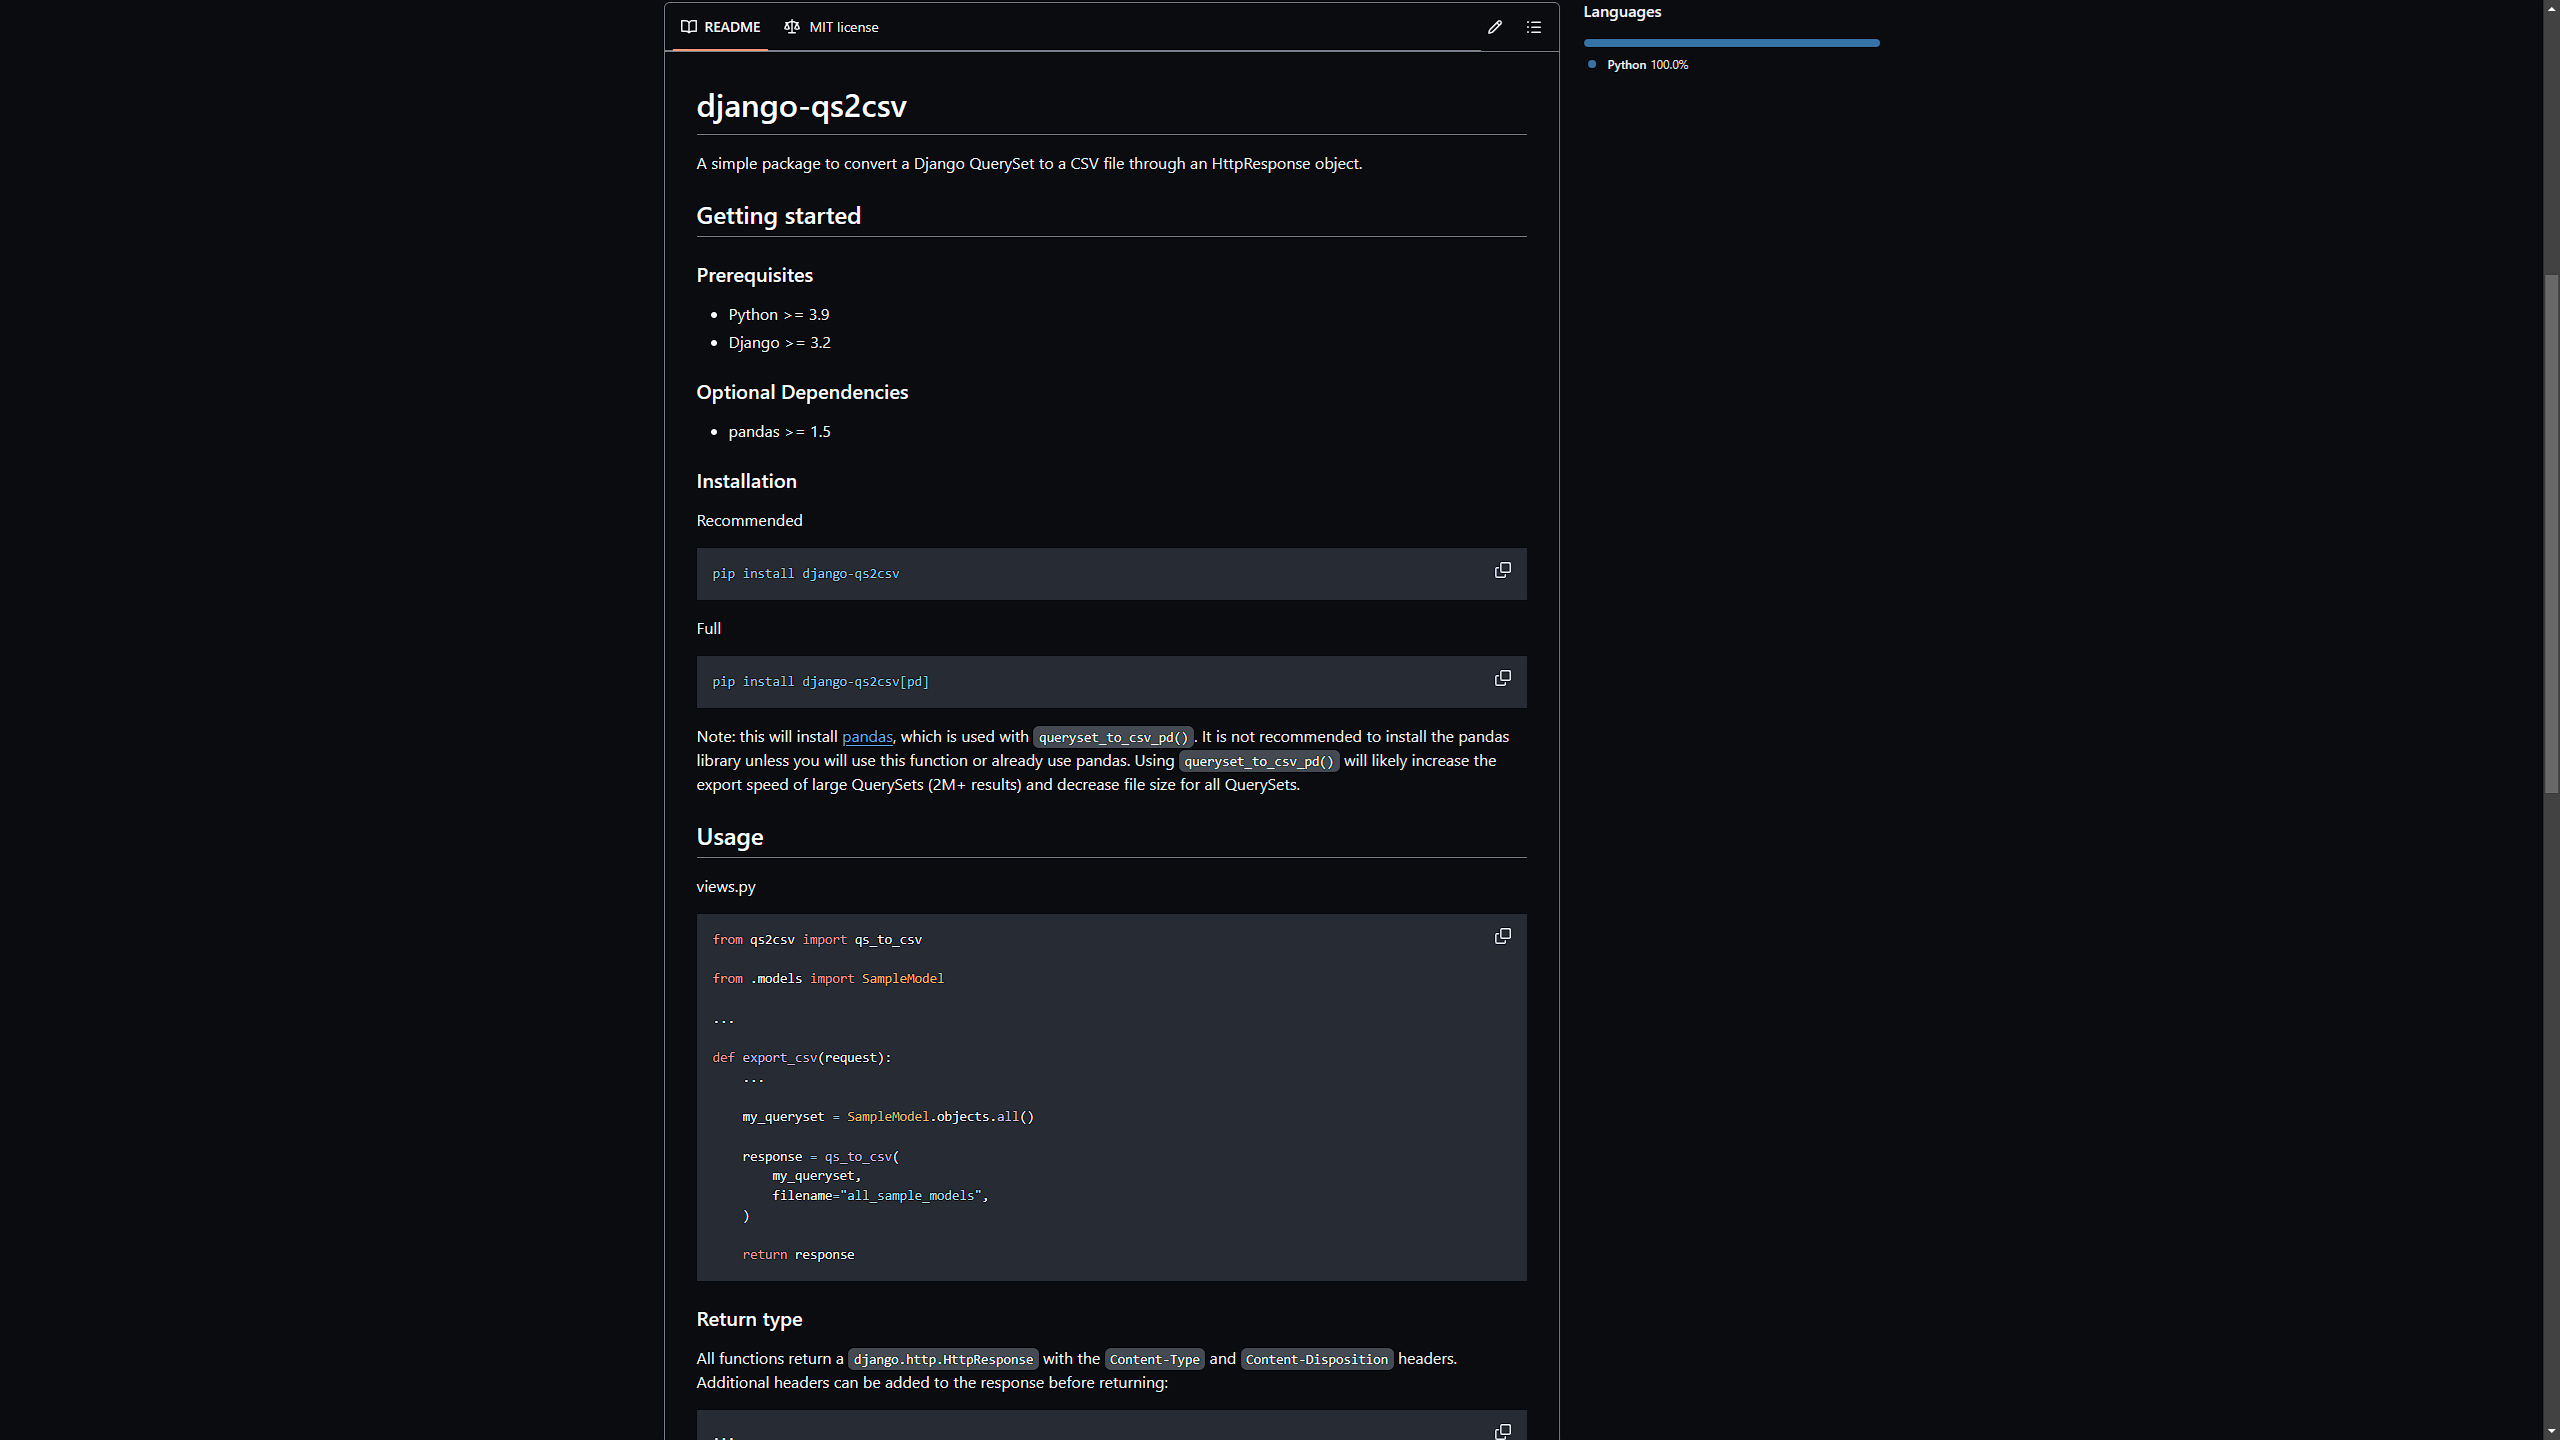 README
MIT license
Languages
Python 100.0%
django-qs2csv
A simple package to convert a Django QuerySet to a CSV file through an HttpResponse object.
Getting started
Prerequisites
Python >= 3.9
Django >= 3.2
Optional Dependencies
pandas >= 1.5
Installation
Recommended
pip install django-qs2csv
Full
pip install django-qs2csv[pd]
Note: this will install pandas, which is used with queryset_to_csv_pd(). It is not recommended to install the pandas
library unless you will use this function or already use pandas. Using queryset_to_csv_pd() will likely increase the
export speed of large QuerySets (2M+ results) and decrease file size for all QuerySets.
Usage
views.py
from qs2csv import qs_to_csv
from .models import SampleModel
...
def export_csv(request):
...
my_queryset = SampleModel.objects.all()
response = qs_to_csv(
my_queryset,
filename="all_sample_models",
)
return response
Return type
All functions return a django.http.HttpResponse with the Content-Type and Content-Disposition headers.
Additional headers can be added to the response before returning:
...